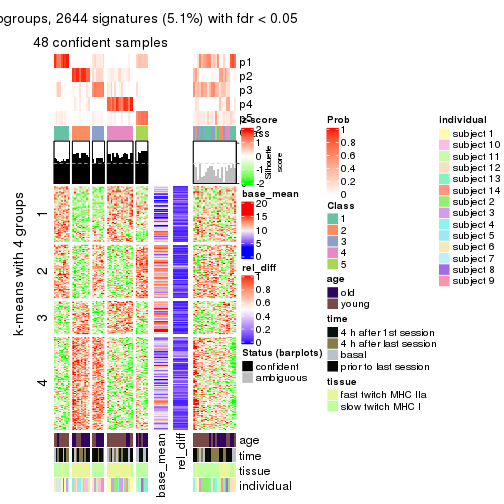 ogroups, 2644 signatures (5.1%) with fdr < 0.05
48 confident samples
p1
p2
p3
p4
p5
z-score
2
1
0
-1
-2
class
Silhouette
score
base_mean
20
15
10
5
0
rel_diff
1
0.8
0.6
0.4
0.2
0
Status (barplots)
confident
ambiguous
k-means with 4 groups
1
2
3
4
age
time
tissue
individual
base_mean
rel_diff
Prob
1
0.8
0.6
0.4
0.2
0
Class
1
2
3
4
5
age
old
young
time
4 h after 1st session
4 h after last session
basal
prior to last session
tissue
fast twitch MHC IIa
slow twitch MHC I
individual
subject 1
subject 10
subject 11
subject 12
subject 13
subject 14
subject 2
subject 3
subject 4
subject 5
subject 6
subject 7
subject 8
subject 9